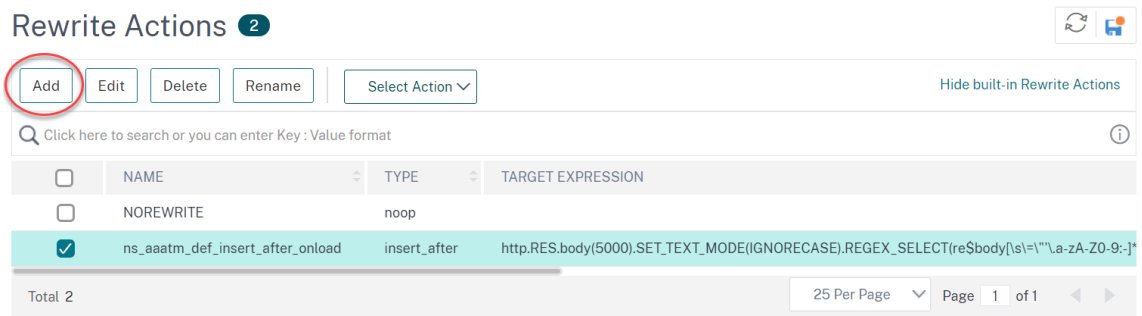 Rewrite Actions 2
Add Edit Delete Rename Select Action Hide built-in Rewrite Actions
Click here to search or you can enter Key : Value format
NAME TYPE TARGET EXPRESSION
NOREWRITE noop
ns_aaatm_def_insert_after_onload insert_after http.RES.body(5000).SET_TEXT_MODE(IGNORECASE).REGEX_SELECT(re$body[\s\=\"'\.a-zA-Z0-9:-]*
Total 2 25 Per Page Page 1 of 1